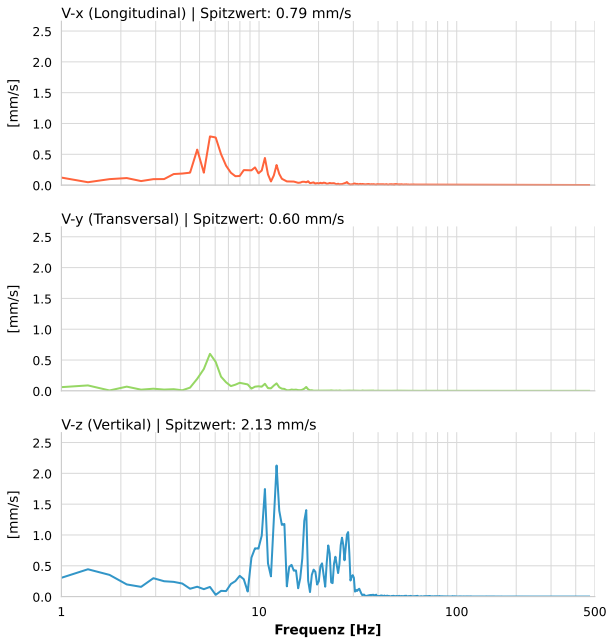 V-x (Longitudinal) | Spitzwert: 0.79 mm/s
2.5
2.0
1.5
1.0
0.5
0.0
[mm/s]
V-y (Transversal) | Spitzwert: 0.60 mm/s
2.5
2.0
1.5
1.0
0.5
0.0
[mm/s]
V-z (Vertikal) | Spitzwert: 2.13 mm/s
2.5
2.0
1.5
1.0
0.5
0.0
[mm/s]
1 10 100 500
Frequenz [Hz]